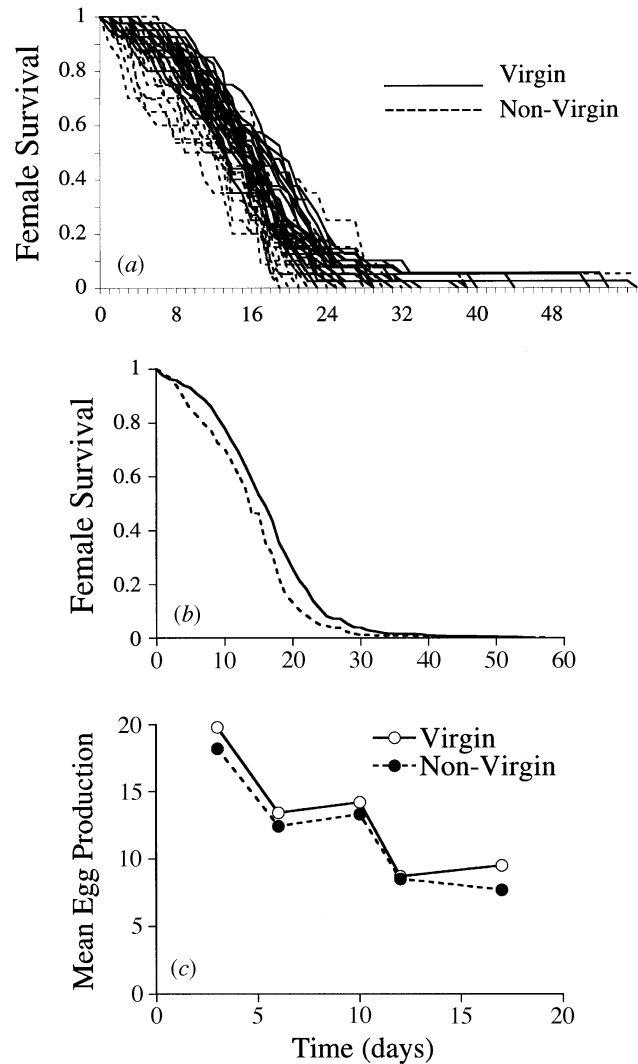 1
0.8
0.6
0.4
0.2
0
Female Survival
Virgin
Non-Virgin
(a)
0 8 16 24 32 40 48
1
0.8
0.6
0.4
0.2
0
Female Survival
(b)
0 10 20 30 40 50 60
20
15
10
5
0
Mean Egg Production
Virgin
Non-Virgin
(c)
0 5 10 15 20
Time (days)